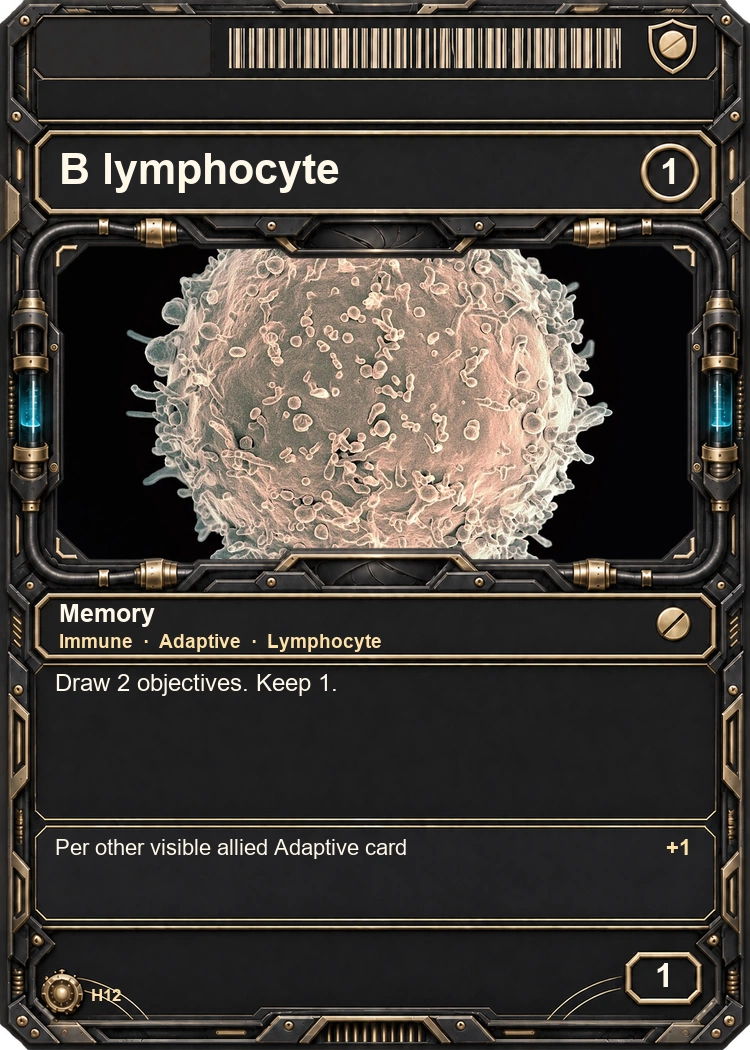 B lymphocyte
1
Memory
Immune · Adaptive · Lymphocyte
Draw 2 objectives. Keep 1.
Per other visible allied Adaptive card +1
H12
1